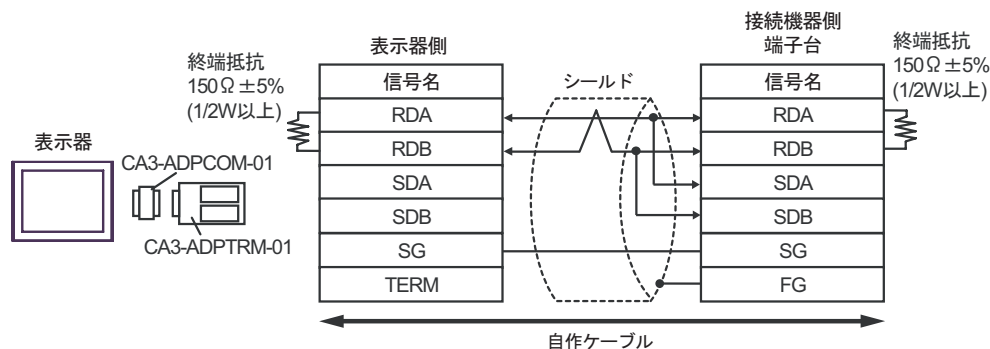 接続機器側
端子台
表示器側
終端抵抗
150Ω±5%
(1/2W以上)
終端抵抗
150Ω±5%
(1/2W以上)
信号名
シールド
信号名
RDA
RDA
RDB
RDB
表示器
CA3-ADPCOM-01
SDA
SDA
SDB
SDB
CA3-ADPTRM-01
SG
SG
TERM
FG
自作ケーブル